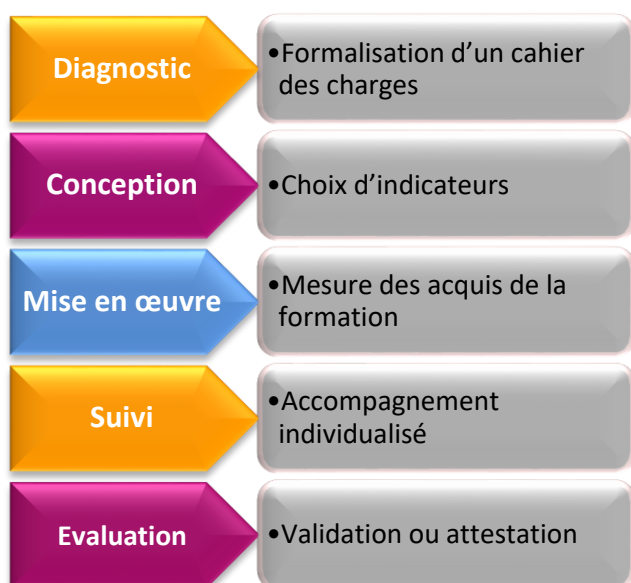 Diagnostic
•Formalisation d’un cahier
des charges
Conception
•Choix d’indicateurs
Mise en œuvre
•Mesure des acquis de la
formation
Suivi
•Accompagnement
individualisé
Evaluation
•Validation ou attestation